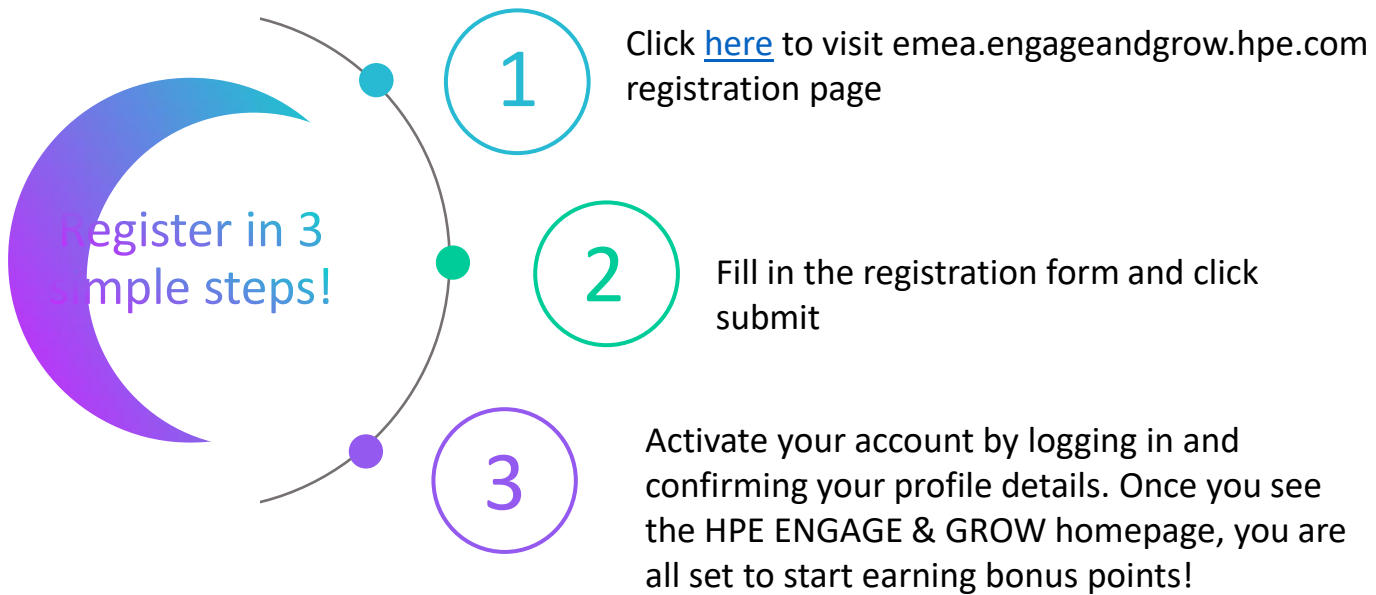 Register in 3
simple steps!
1
Click here to visit emea.engageandgrow.hpe.com
registration page
2
Fill in the registration form and click
submit
3
Activate your account by logging in and
confirming your profile details. Once you see
the HPE ENGAGE & GROW homepage, you are
all set to start earning bonus points!